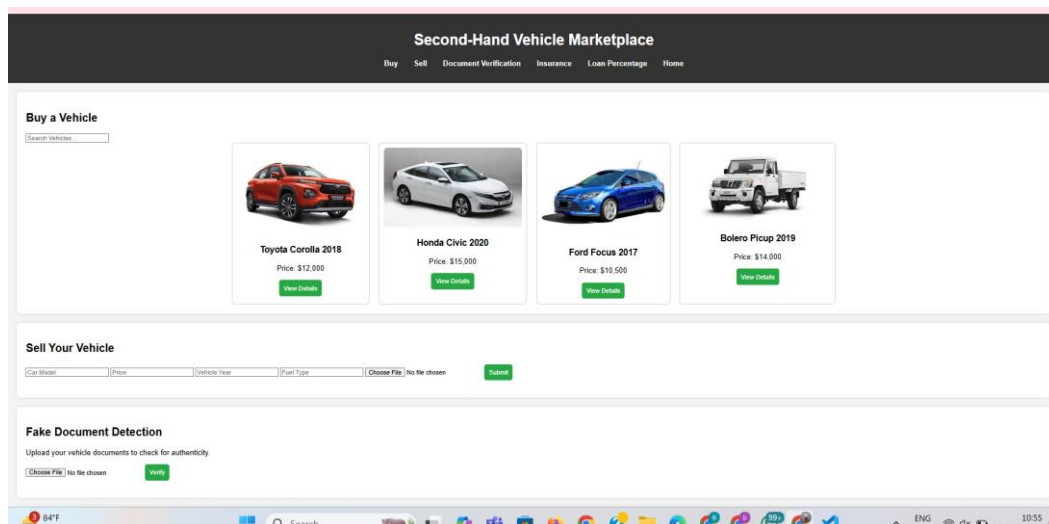 Second-Hand Vehicle Marketplace
Buy Sell Document Verification Insurance Loan Percentage Home
Buy a Vehicle
Search Vehicles...
Toyota Corolla 2018
Price: $12,000
View Details
Honda Civic 2020
Price: $15,000
View Details
Ford Focus 2017
Price: $10,500
View Details
Bolero Picup 2019
Price: $14,000
View Details
Sell Your Vehicle
Car Model Price Vehicle Year Fuel Type Choose File No file chosen Submit
Fake Document Detection
Upload your vehicle documents to check for authenticity.
Choose File No file chosen Verify
3 84°F Search 99+ ENG 10:55